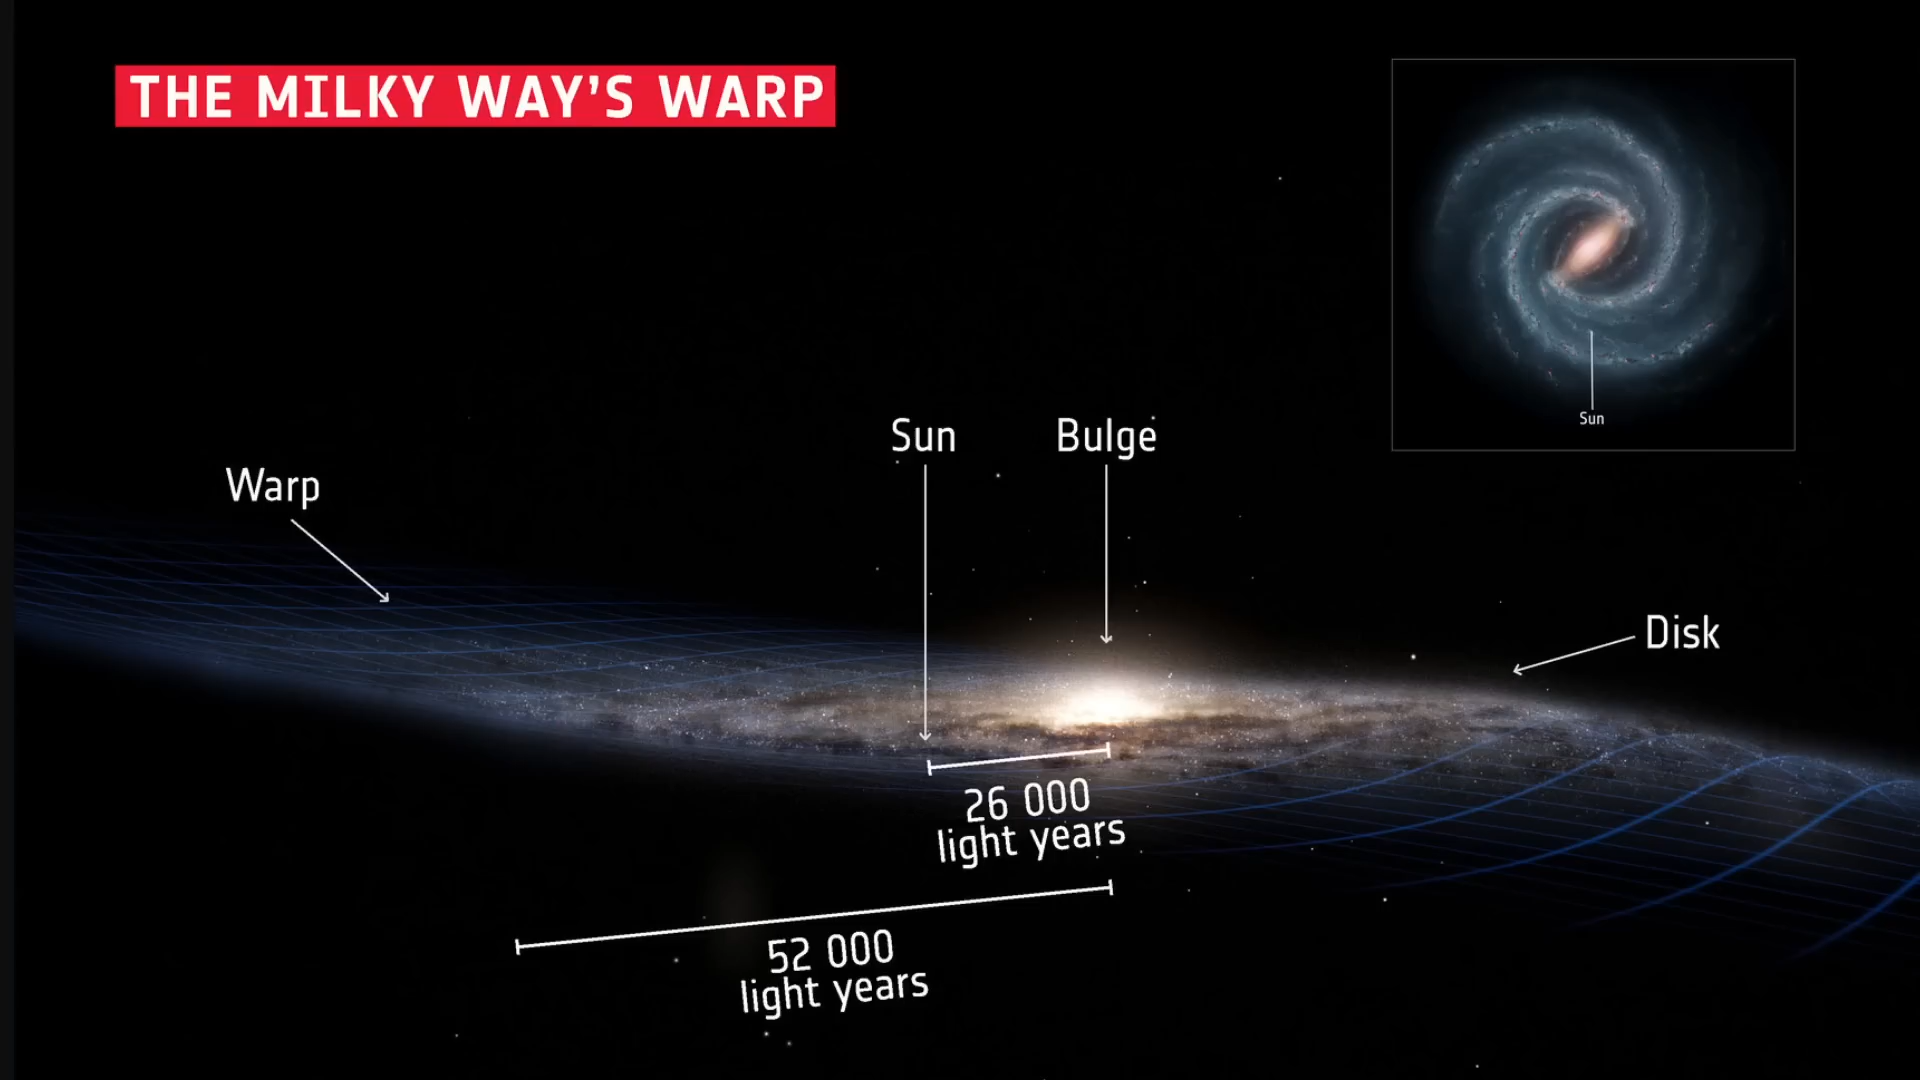 THE MILKY WAY'S WARP
Sun
Sun
Bulge
Warp
Disk
26 000
light years
52 000
light years